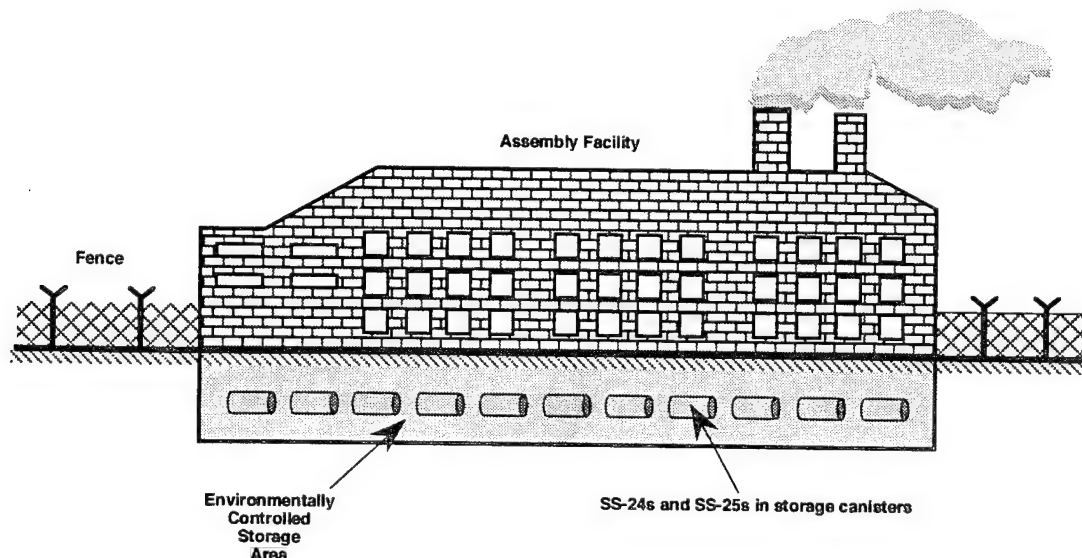 Assembly Facility
Fence
Environmentally
Controlled
Storage
Area
SS-24s and SS-25s in storage canisters